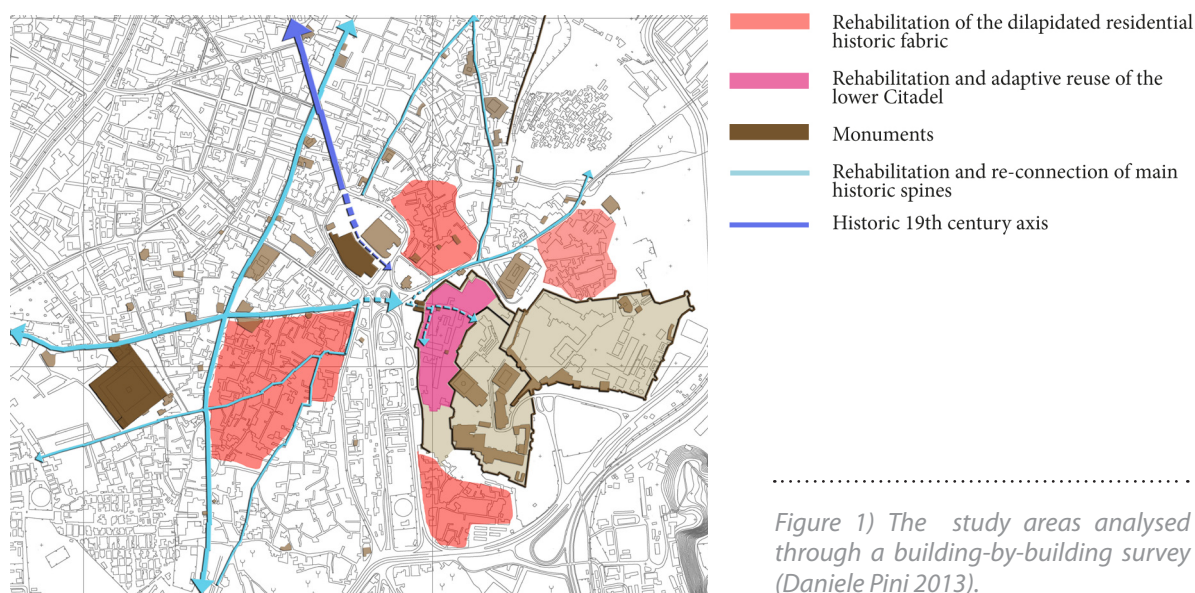 Rehabilitation of the dilapidated residential
historic fabric
Rehabilitation and adaptive reuse of the
lower Citadel
Monuments
Rehabilitation and re-connection of main
historic spines
Historic 19th century axis
Figure 1) The study areas analysed
through a building-by-building survey
(Daniele Pini 2013).